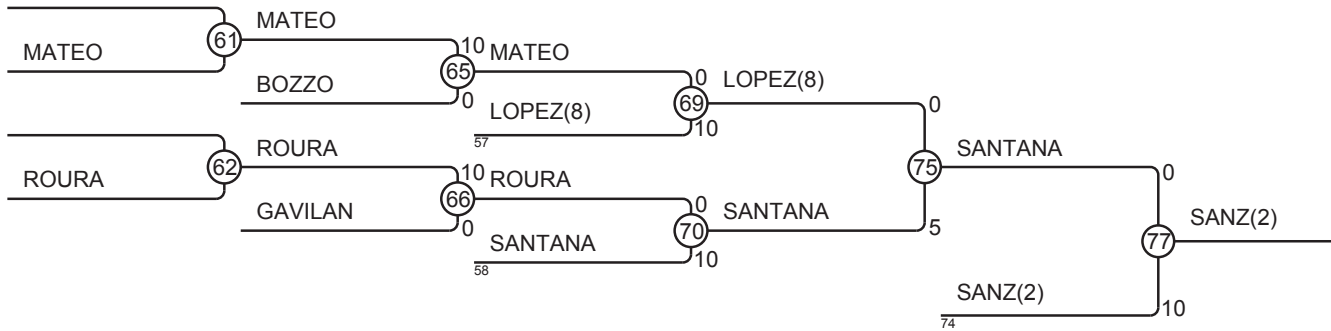 MATEO
61
MATEO
10
BOZZO
65
0
MATEO
0
LOPEZ(8)
57
69
10
LOPEZ(8)
0
ROURA
62
ROURA
10
GAVILAN
66
0
ROURA
0
SANTANA
58
70
10
SANTANA
5
75
SANTANA
0
77
SANZ(2)
SANZ(2)
74
10